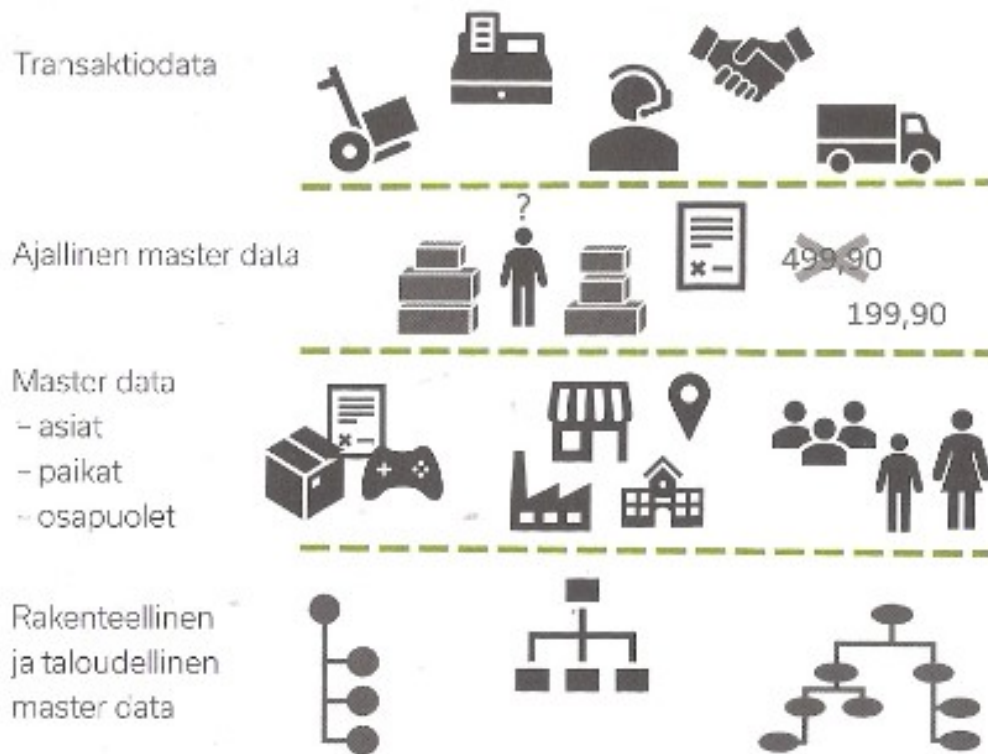 Transaktiodata
?
Ajallinen master data
499,90
199,90
Master data
– asiat
– paikat
– osapuolet
Rakenteellinen
ja taloudellinen
master data